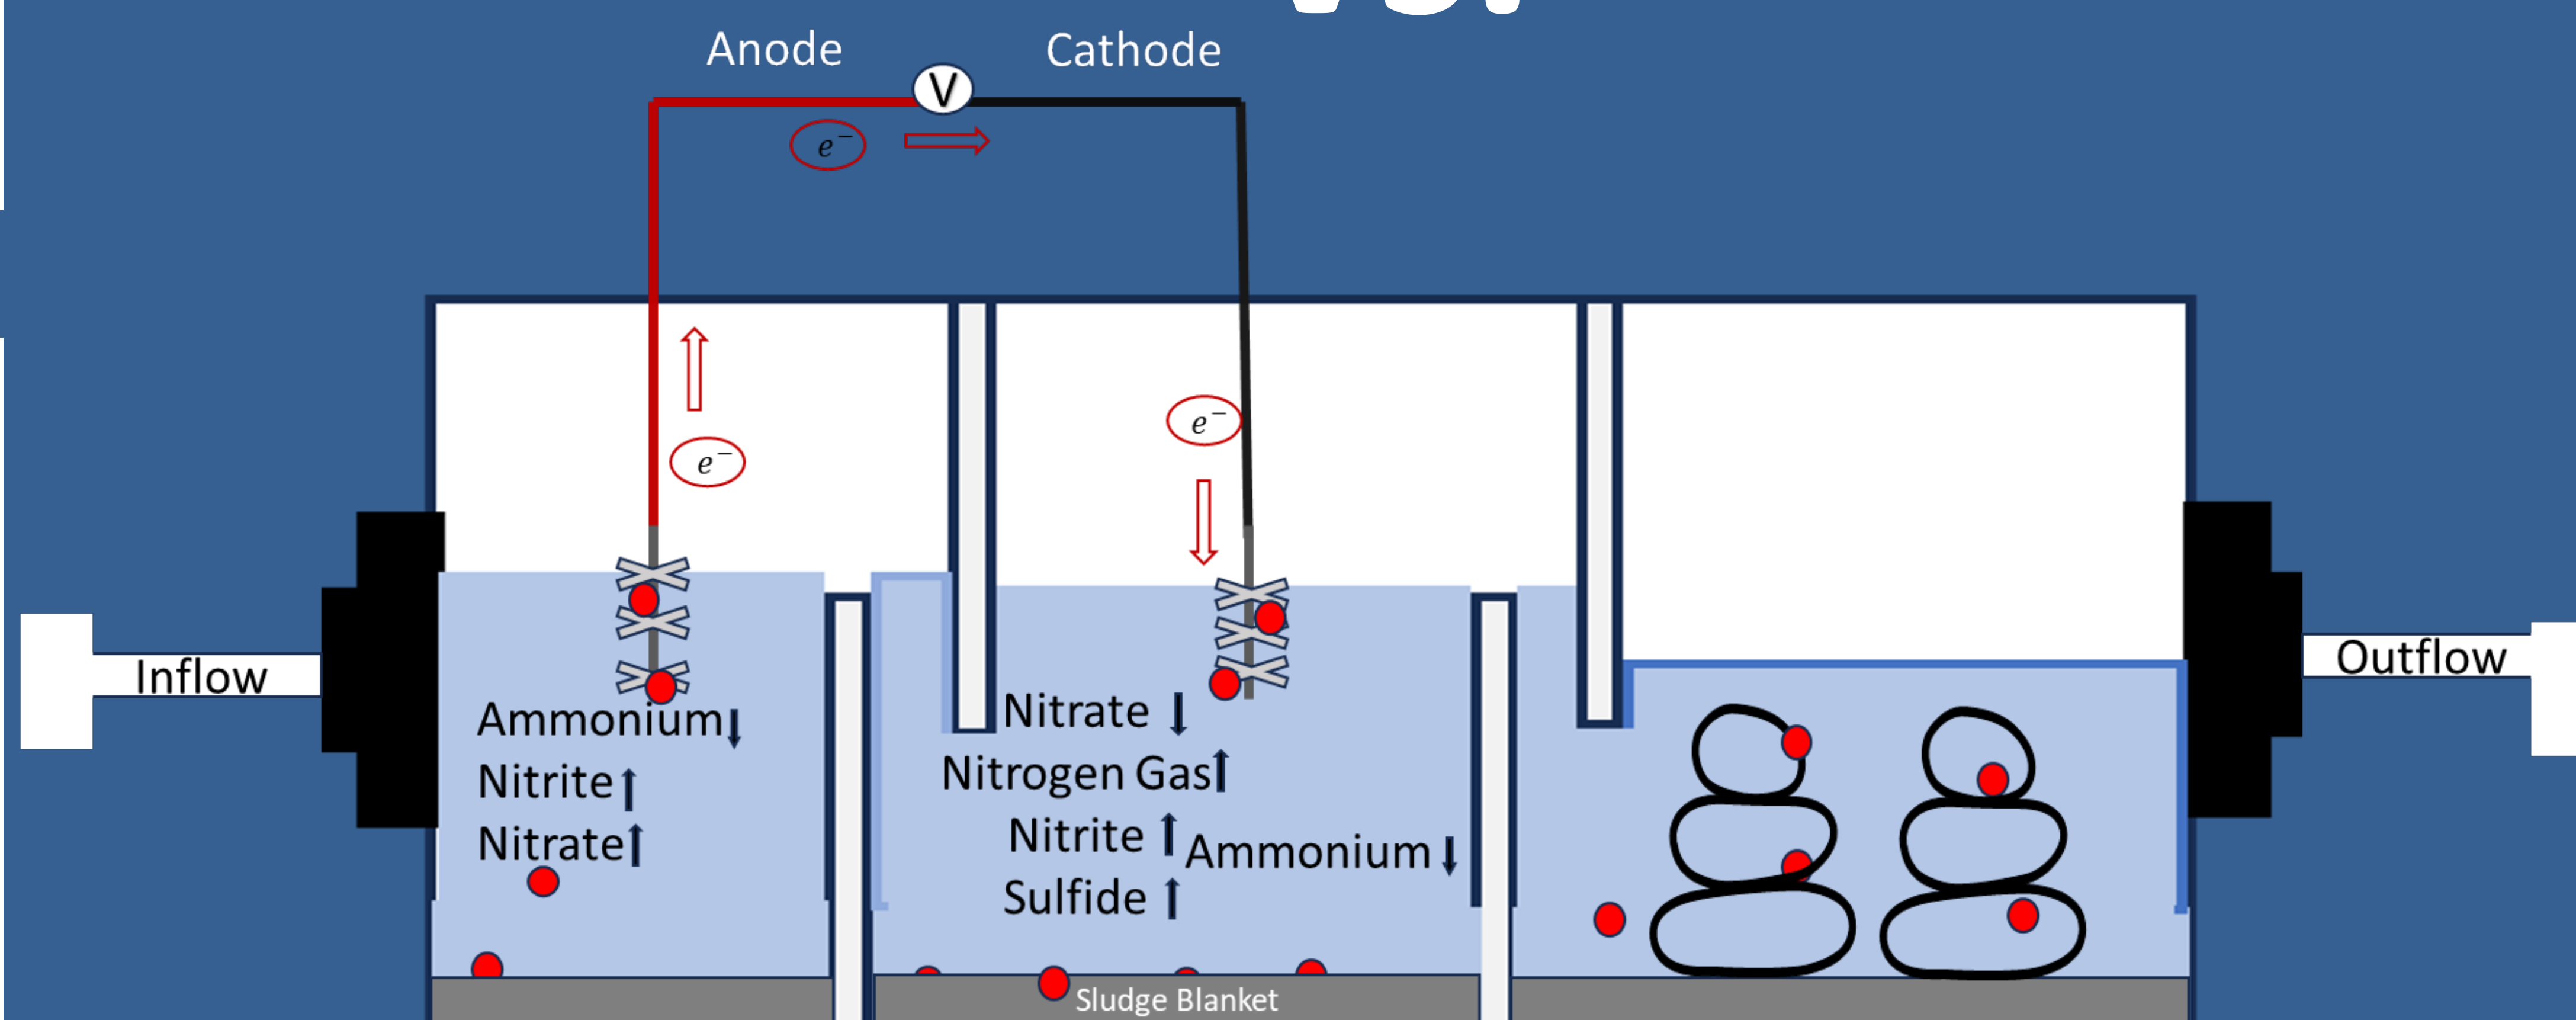 Anode
Cathode
V
e⁻
e⁻
e⁻
Inflow
Outflow
Ammonium↓
Nitrite↑
Nitrate↑
Nitrate ↓
Nitrogen Gas↑
Nitrite ↑
Ammonium ↓
Sulfide ↑
Sludge Blanket